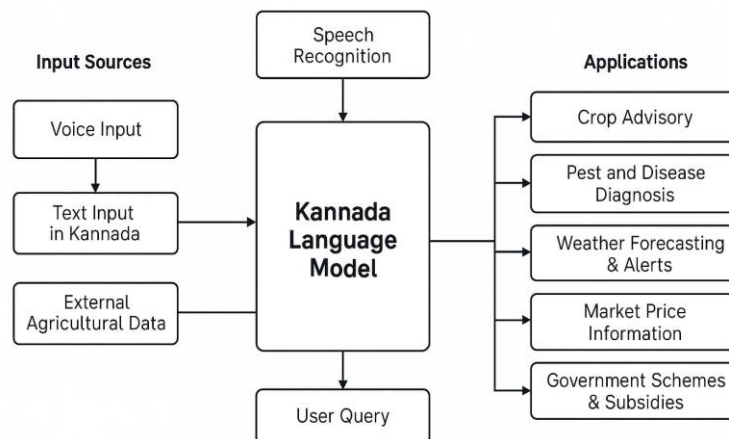 Speech
Recognition
Input Sources
Voice Input
Text Input
in Kannada
External
Agricultural Data
Kannada
Language
Model
User Query
Applications
Crop Advisory
Pest and Disease
Diagnosis
Weather Forecasting
& Alerts
Market Price
Information
Government Schemes
& Subsidies